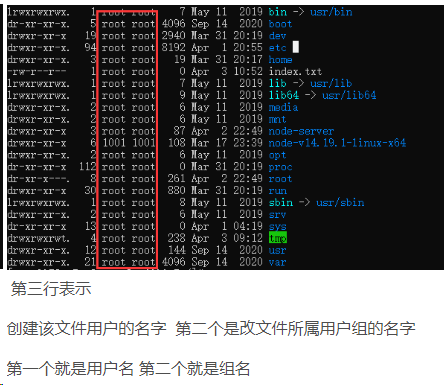 lrwxrwxrwx. 1 root root 7 May 11 2019 bin -> usr/bin
dr-xr-xr-x. 5 root root 4096 Sep 14 2020 boot
drwxr-xr-x 19 root root 2940 Mar 31 20:19 dev
drwxr-xr-x. 94 root root 8192 Apr 1 20:55 etc
drwxr-xr-x. 3 root root 19 Mar 31 20:17 home
-rw-r--r-- 1 root root 0 Apr 3 10:52 index.txt
lrwxrwxrwx. 1 root root 7 May 11 2019 lib -> usr/lib
lrwxrwxrwx. 1 root root 9 May 11 2019 lib64 -> usr/lib64
drwxr-xr-x. 2 root root 6 May 11 2019 media
drwxr-xr-x. 2 root root 6 May 11 2019 mnt
drwxr-xr-x 3 root root 87 Apr 2 22:49 node-server
drwxr-xr-x 6 1001 1001 108 Mar 17 23:39 node-v14.19.1-linux-x64
drwxr-xr-x. 2 root root 6 May 11 2019 opt
dr-xr-xr-x 112 root root 0 Mar 31 20:19 proc
dr-xr-x---. 8 root root 261 Apr 2 22:49 root
drwxr-xr-x 30 root root 880 Mar 31 20:19 run
lrwxrwxrwx. 1 root root 8 May 11 2019 sbin -> usr/sbin
drwxr-xr-x. 2 root root 6 May 11 2019 srv
dr-xr-xr-x 13 root root 0 Apr 1 04:19 sys
drwxrwxrwt. 4 root root 238 Apr 3 09:12 tmp
drwxr-xr-x. 12 root root 144 Sep 14 2020 usr
drwxr-xr-x. 21 root root 4096 Sep 14 2020 var
第三行表示
创建该文件用户的名字 第二个是改文件所属用户组的名字
第一个就是用户名 第二个就是组名